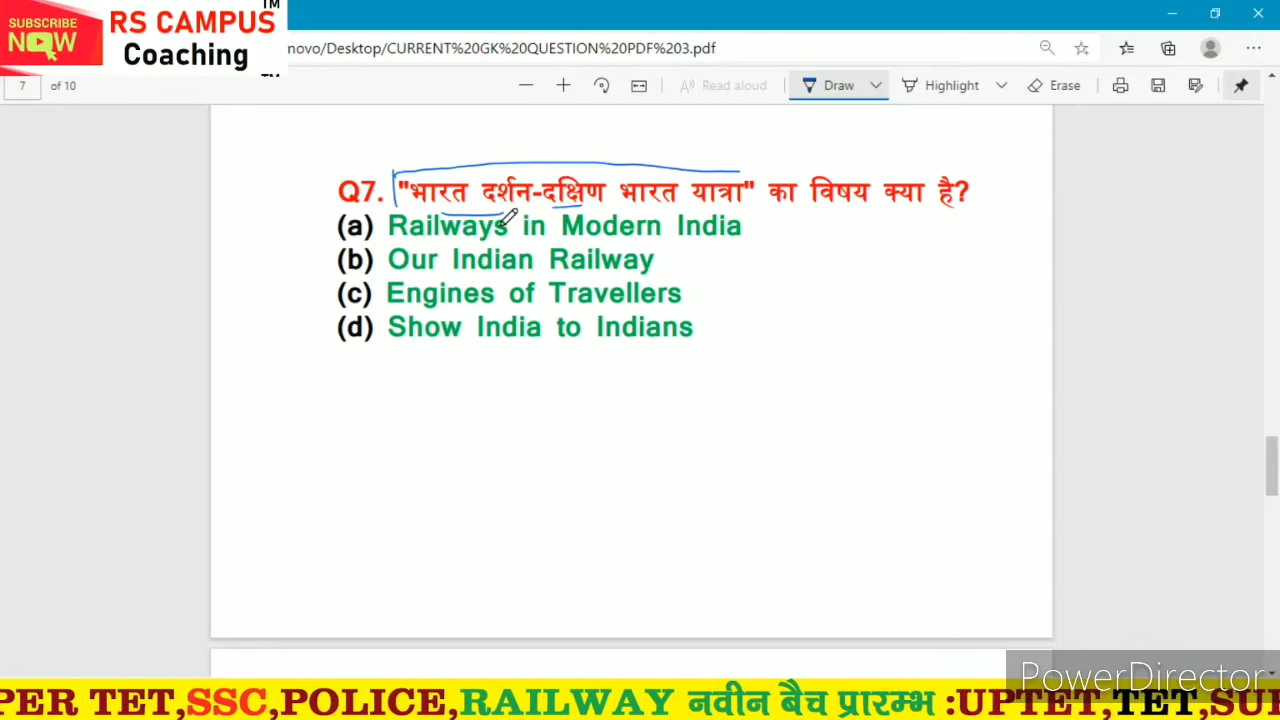 SUBSCRIBE
NOW
RS CAMPUS
TM
Coaching
TM
novo/Desktop/CURRENT%20GK%20QUESTION%20PDF%203.pdf
7 of 10
Read aloud
Draw
Highlight
Erase
Q7. "भारत दर्शन-दक्षिण भारत यात्रा" का विषय क्या है?
(a) Railways in Modern India
(b) Our Indian Railway
(c) Engines of Travellers
(d) Show India to Indians
PowerDirector
PER TET,SSC,POLICE,RAILWAY नवीन बैच प्रारम्भ :UPTET,TET,SU